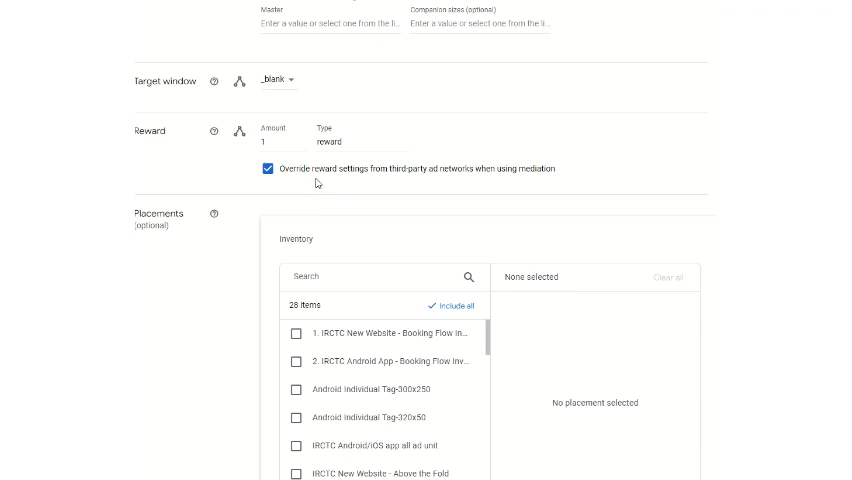 Master
Companion sizes (optional)
Enter a value or select one from the li...
Enter a value or select one from the li...
Target window
_blank
Reward
Amount
Type
1
reward
Override reward settings from third-party ad networks when using mediation
Placements
(optional)
Inventory
Search
None selected
Clear all
28 items
Include all
1. IRCTC New Website - Booking Flow In...
2. IRCTC Android App - Booking Flow Inv...
Android Individual Tag-300x250
No placement selected
Android Individual Tag-320x50
IRCTC Android/iOS app all ad unit
IRCTC New Website - Above the Fold